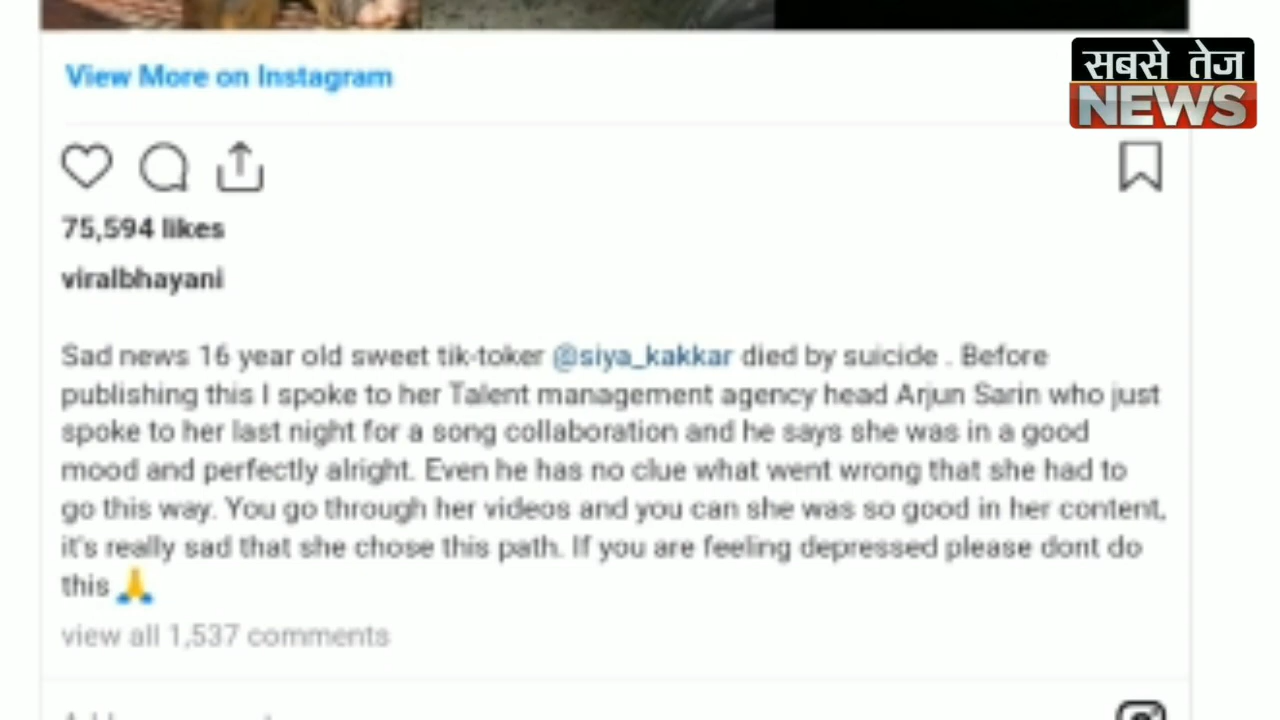 सबसे तेज
NEWS
View More on Instagram
75,594 likes
viralbhayani
Sad news 16 year old sweet tik-toker @siya_kakkar died by suicide . Before
publishing this I spoke to her Talent management agency head Arjun Sarin who just
spoke to her last night for a song collaboration and he says she was in a good
mood and perfectly alright. Even he has no clue what went wrong that she had to
go this way. You go through her videos and you can she was so good in her content,
it's really sad that she chose this path. If you are feeling depressed please dont do
this 🙏
view all 1,537 comments